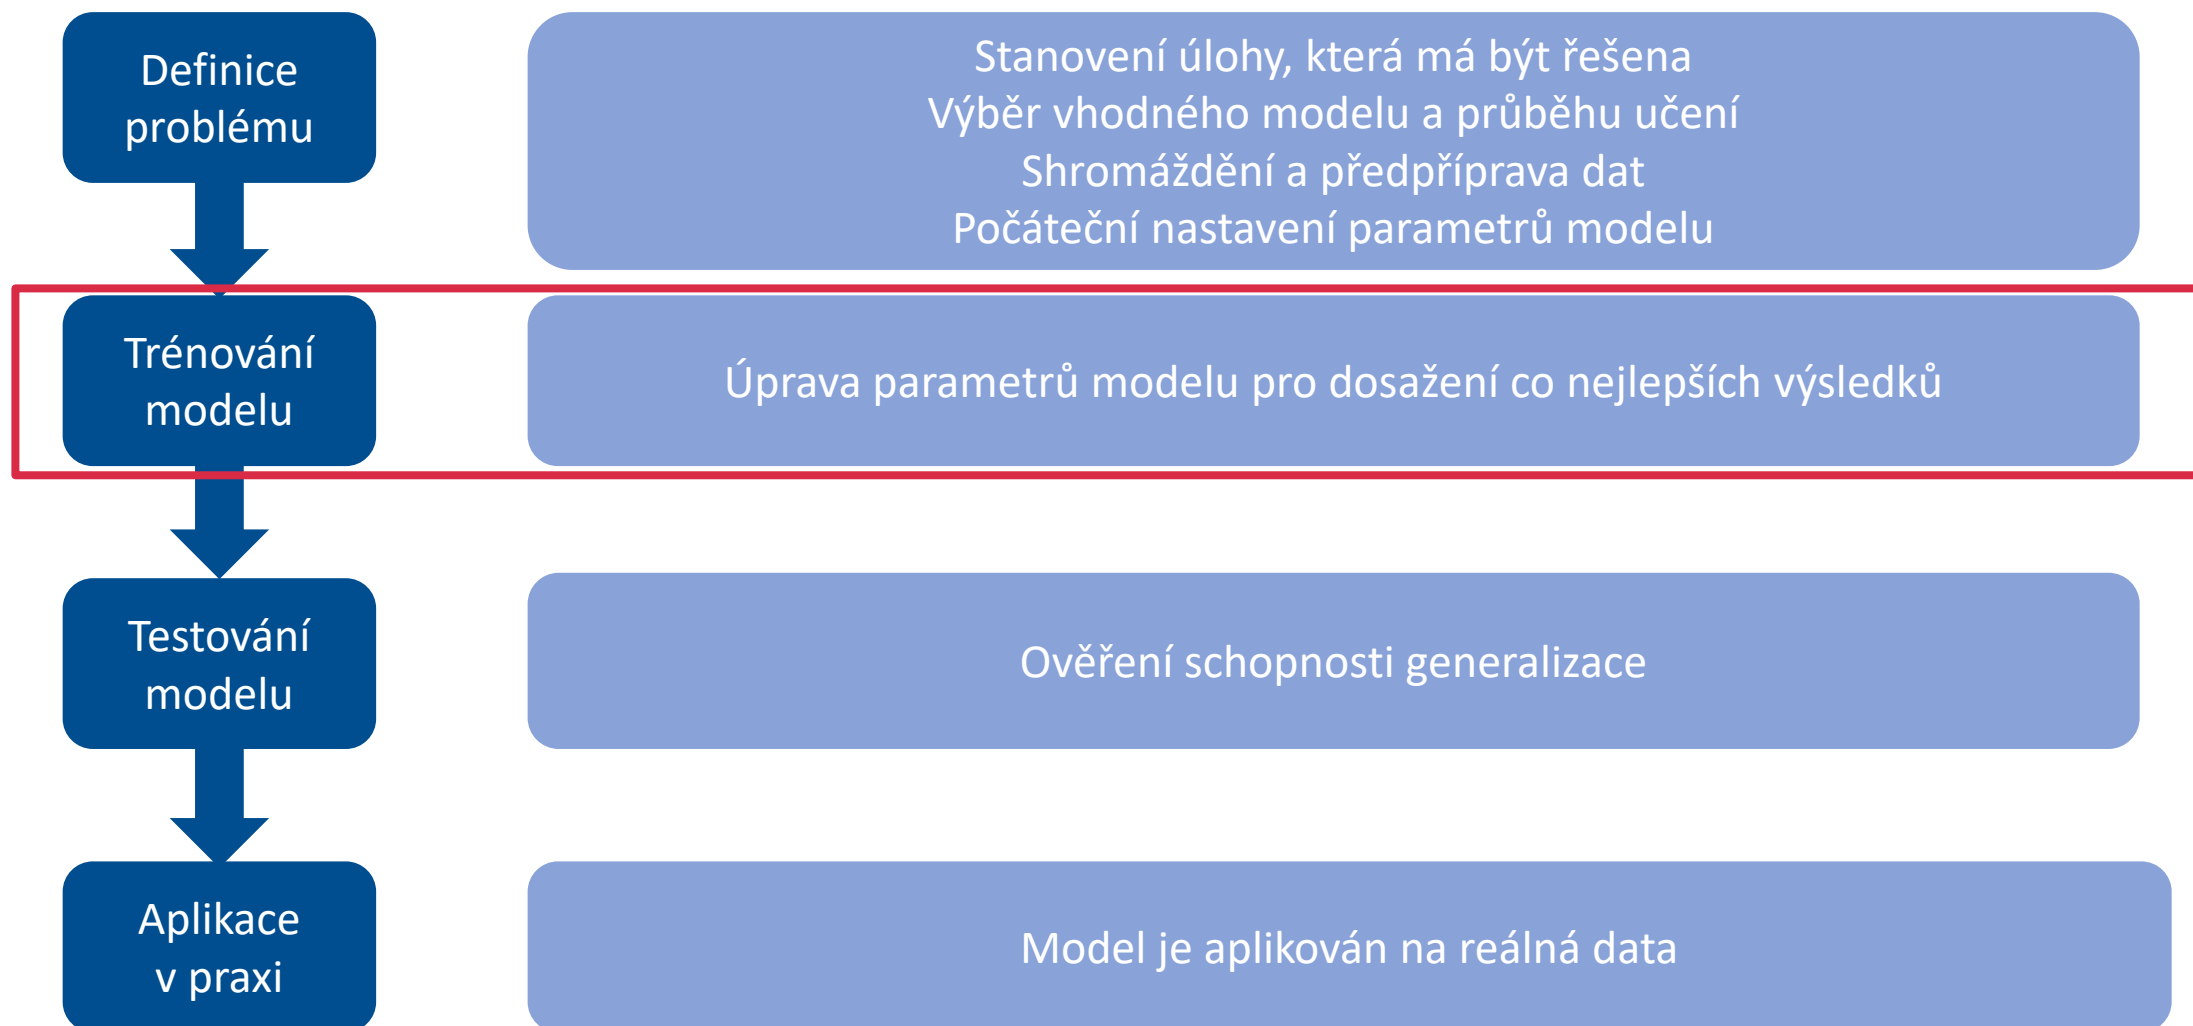 Definice
problému
Stanovení úlohy, která má být řešena
Výběr vhodného modelu a průběhu učení
Shromáždění a předpříprava dat
Počáteční nastavení parametrů modelu
Trénování
modelu
Úprava parametrů modelu pro dosažení co nejlepších výsledků
Testování
modelu
Ověření schopnosti generalizace
Aplikace
v praxi
Model je aplikován na reálná data